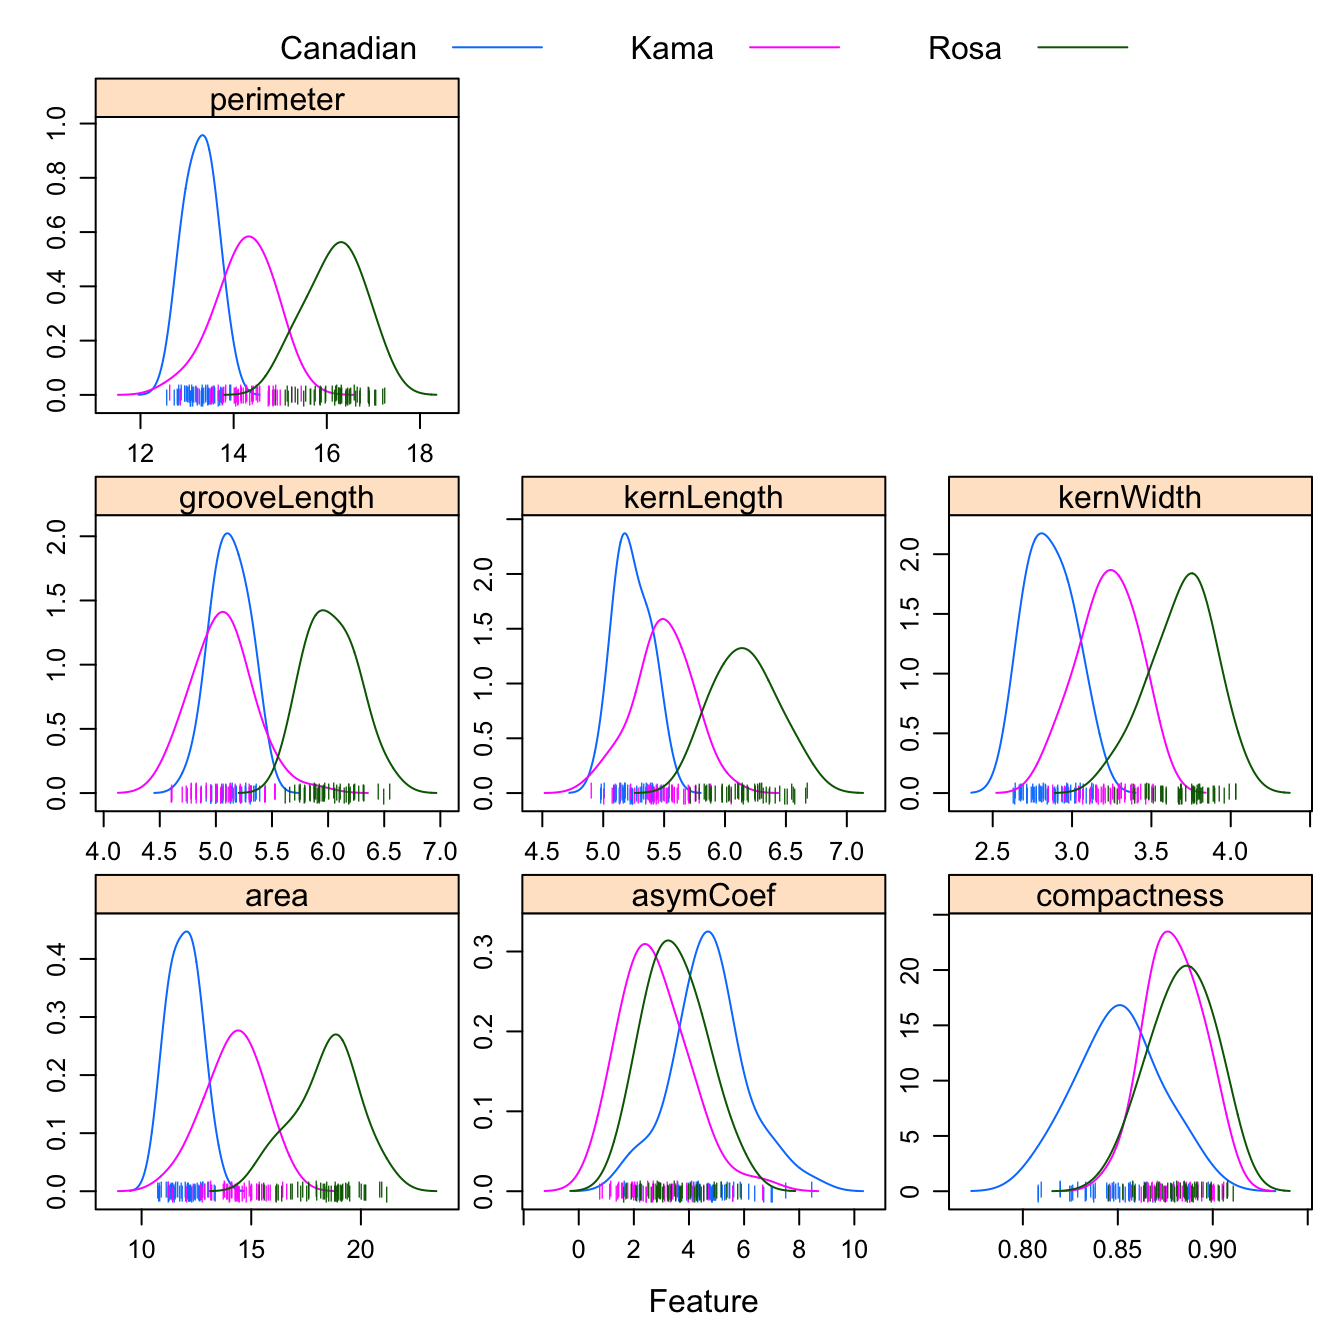 Canadian Kama Rosa
perimeter
0.0 0.2 0.4 0.6 0.8 1.0
12 14 16 18
grooveLength kernLength kernWidth
0.0 0.5 1.0 1.5 2.0
0.0 0.5 1.0 1.5 2.0
0.0 0.5 1.0 1.5 2.0
4.0 4.5 5.0 5.5 6.0 6.5 7.0
4.5 5.0 5.5 6.0 6.5 7.0
2.5 3.0 3.5 4.0
area asymCoef compactness
0.0 0.1 0.2 0.3 0.4
0.0 0.1 0.2 0.3
0 5 10 15 20
10 15 20
0 2 4 6 8 10
0.80 0.85 0.90
Feature